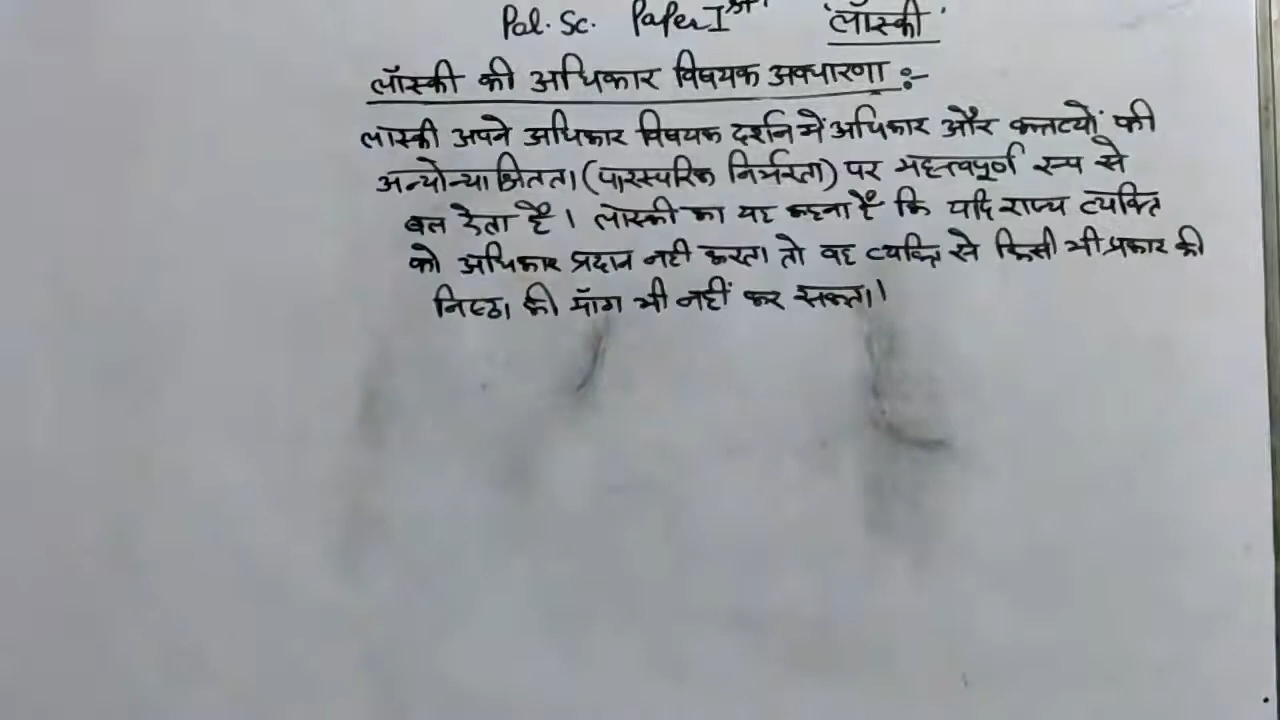 Pol. Sc. Paper I st 'लॉस्की'
लॉस्की की अधिकार विषयक अवधारणा :-
लास्की अपने अधिकार विषयक दर्शन में अधिकार और कर्त्तव्यों की
अन्योन्याश्रितता (पारस्परिक निर्भरता) पर महत्त्वपूर्ण रूप से
बल देता है। लास्की का यह कहना है कि यदि राज्य व्यक्ति
को अधिकार प्रदान नहीं करता तो वह व्यक्ति से किसी भी प्रकार की
निष्ठा की माँग भी नहीं कर सकता।